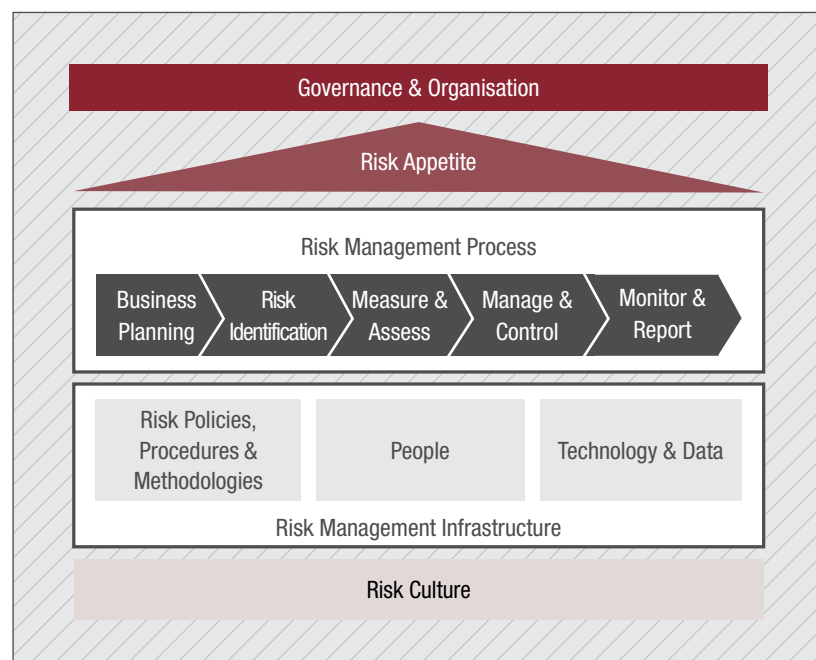 Governance & Organisation
Risk Appetite
Risk Management Process
Business
Planning
Risk
Identification
Measure &
Assess
Manage &
Control
Monitor &
Report
Risk Policies,
Procedures &
Methodologies
People
Technology & Data
Risk Management Infrastructure
Risk Culture